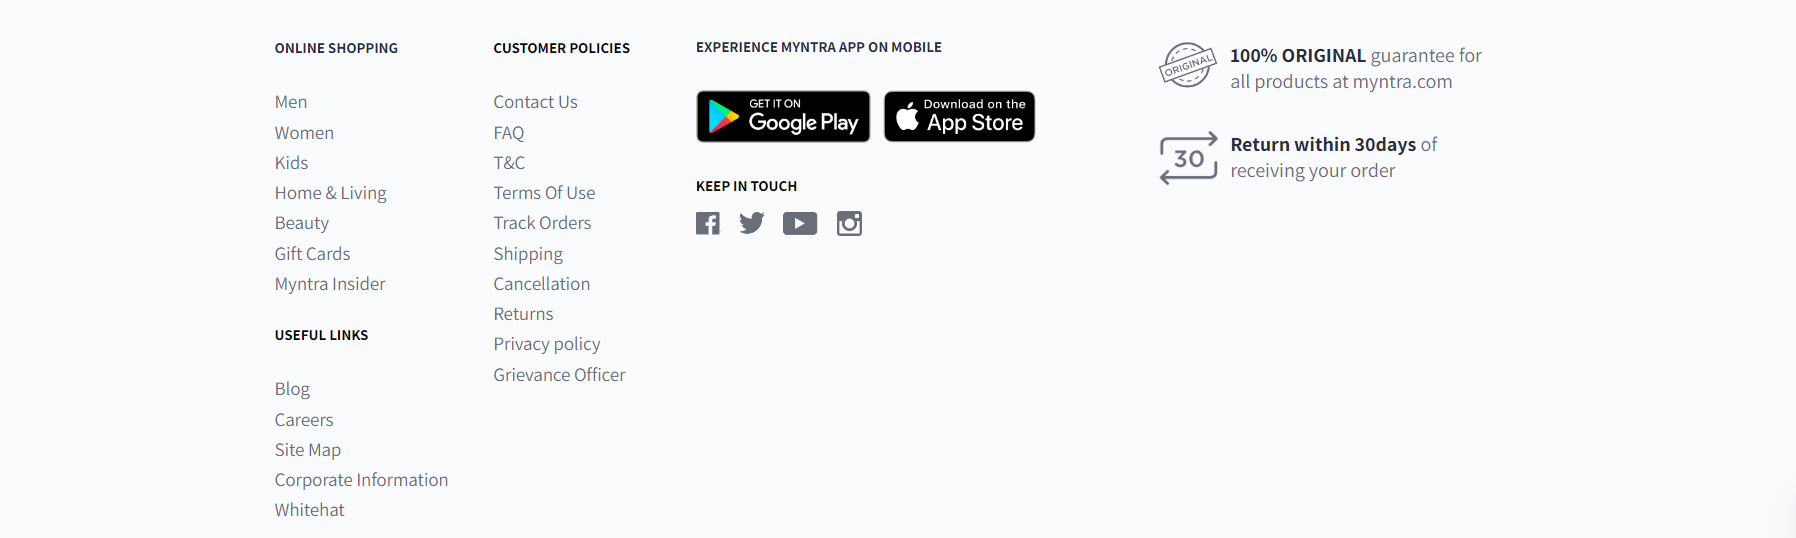 ONLINE SHOPPING
Men
Women
Kids
Home & Living
Beauty
Gift Cards
Myntra Insider
USEFUL LINKS
Blog
Careers
Site Map
Corporate Information
Whitehat
CUSTOMER POLICIES
Contact Us
FAQ
T&C
Terms Of Use
Track Orders
Shipping
Cancellation
Returns
Privacy policy
Grievance Officer
EXPERIENCE MYNTRA APP ON MOBILE
GET IT ON
Google Play
Download on the
App Store
KEEP IN TOUCH
ORIGINAL
100% ORIGINAL guarantee for
all products at myntra.com
30
Return within 30days of
receiving your order